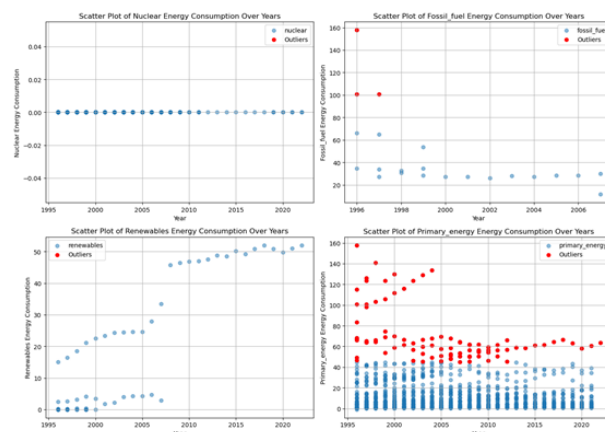 Scatter Plot of Nuclear Energy Consumption Over Years
nuclear
Outliers
0.04
0.02
0.00
−0.02
−0.04
Nuclear Energy Consumption
1995
2000
2005
2010
2015
2020
Year
Scatter Plot of Fossil_fuel Energy Consumption Over Years
fossil_fuel
Outliers
160
140
120
100
80
60
40
20
Fossil_fuel Energy Consumption
1996
1998
2000
2002
2004
2006
Year
Scatter Plot of Renewables Energy Consumption Over Years
renewables
Outliers
50
40
30
20
10
0
Renewables Energy Consumption
1995
2000
2005
2010
2015
2020
Scatter Plot of Primary_energy Energy Consumption Over Years
primary_energy
Outliers
160
140
120
100
80
60
40
20
0
Primary_energy Energy Consumption
1995
2000
2005
2010
2015
2020